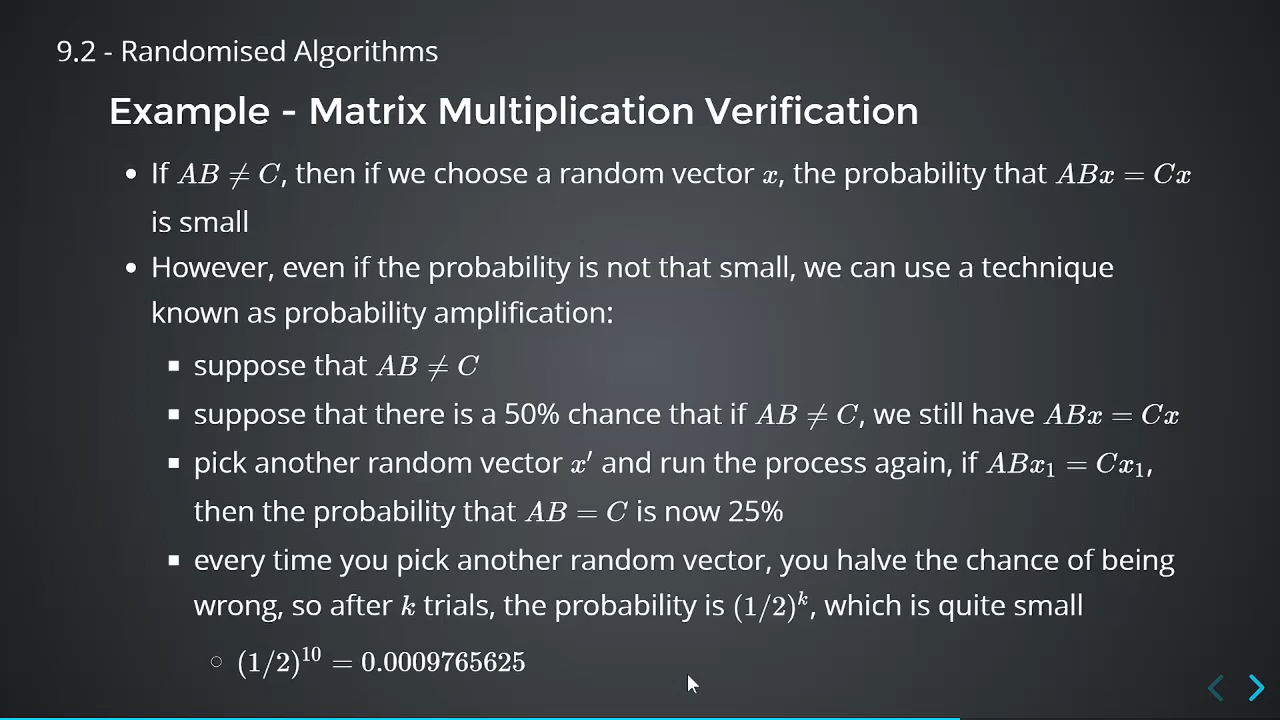 9.2 - Randomised Algorithms
Example - Matrix Multiplication Verification
• If AB ≠ C, then if we choose a random vector x, the probability that ABx = Cx
is small
• However, even if the probability is not that small, we can use a technique
known as probability amplification:
▪ suppose that AB ≠ C
▪ suppose that there is a 50% chance that if AB ≠ C, we still have ABx = Cx
▪ pick another random vector x′ and run the process again, if ABx₁ = Cx₁,
then the probability that AB = C is now 25%
▪ every time you pick another random vector, you halve the chance of being
wrong, so after k trials, the probability is (1/2)ᵏ, which is quite small
○ (1/2)¹⁰ = 0.0009765625